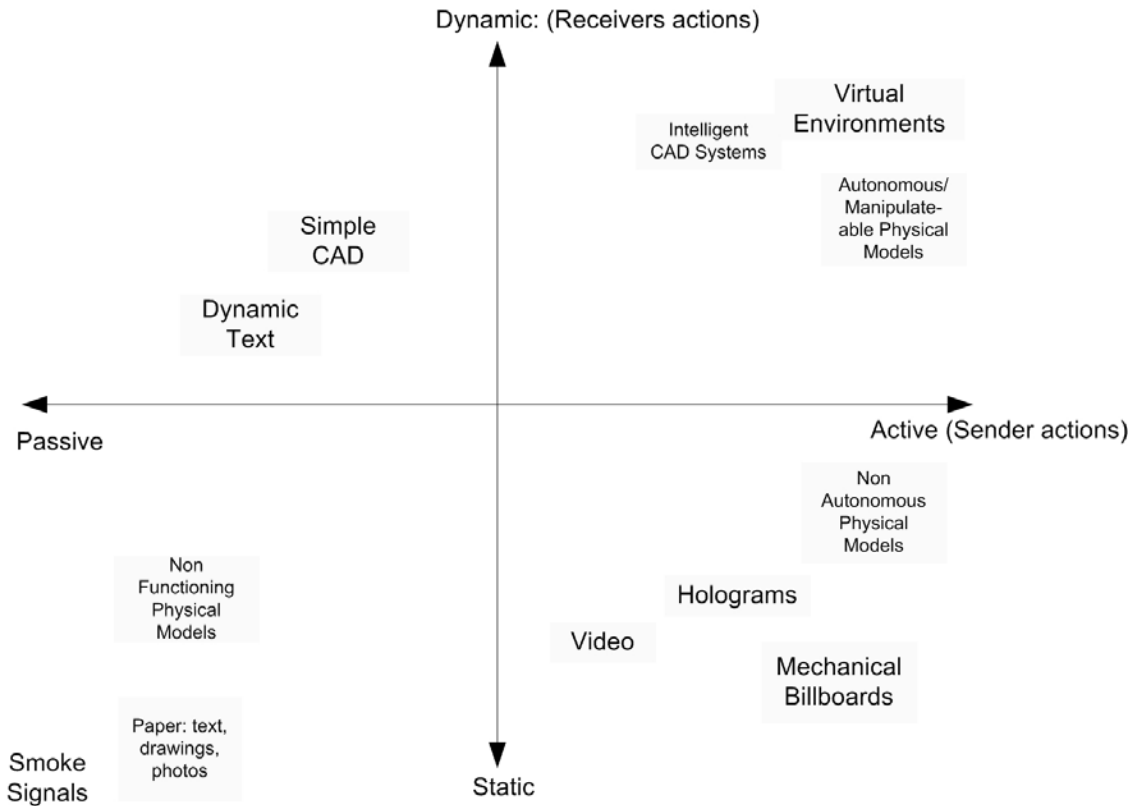 Dynamic: (Receivers actions)
Virtual
Environments
Intelligent
CAD Systems
Autonomous/
Manipulate-
able Physical
Models
Simple
CAD
Dynamic
Text
Passive
Active (Sender actions)
Non
Autonomous
Physical
Models
Non
Functioning
Physical
Models
Holograms
Video
Mechanical
Billboards
Paper: text,
drawings,
photos
Smoke
Signals
Static